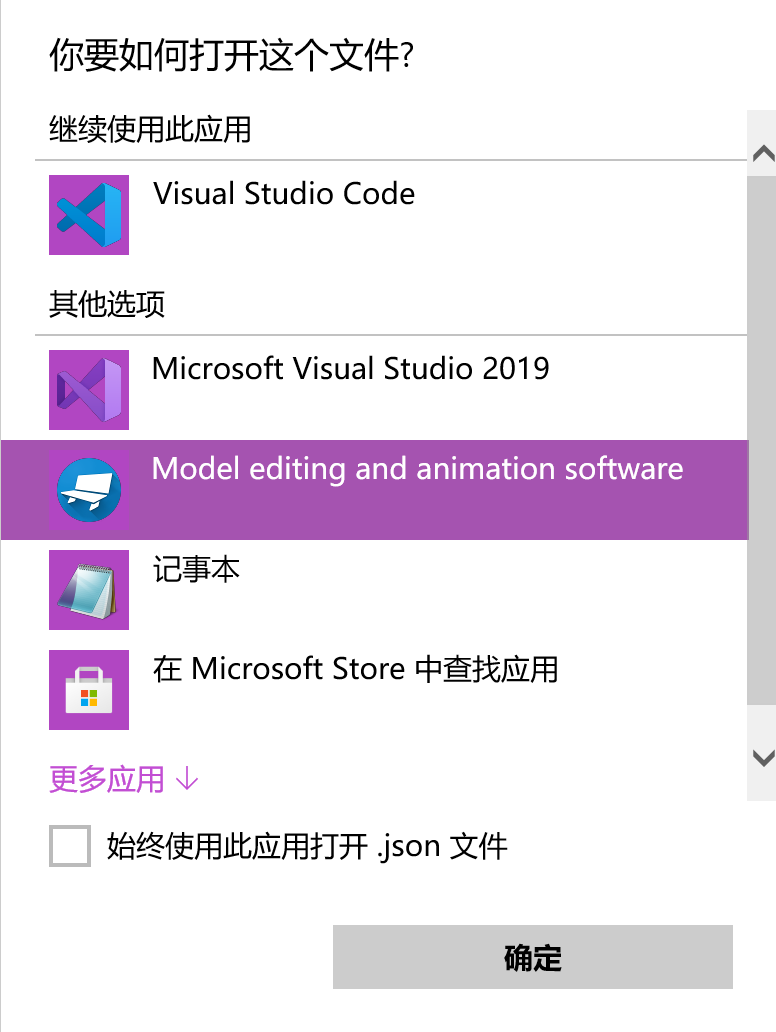 你要如何打开这个文件?
继续使用此应用
Visual Studio Code
其他选项
Microsoft Visual Studio 2019
Model editing and animation software
记事本
在 Microsoft Store 中查找应用
更多应用 ↓
始终使用此应用打开 .json 文件
确定